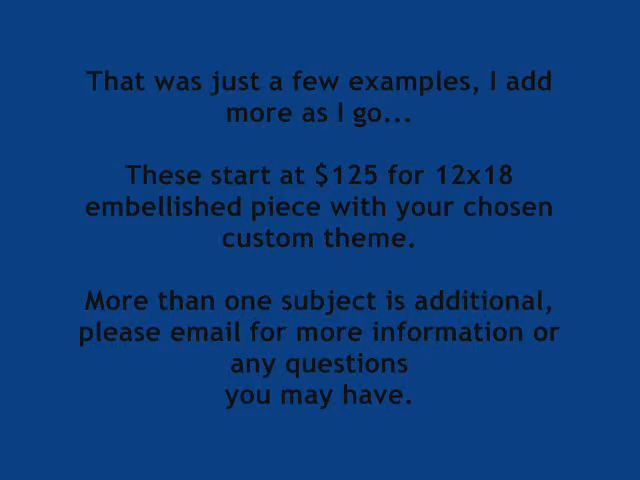 That was just a few examples, I add
more as I go...
These start at $125 for 12x18
embellished piece with your chosen
custom theme.
More than one subject is additional,
please email for more information or
any questions
you may have.